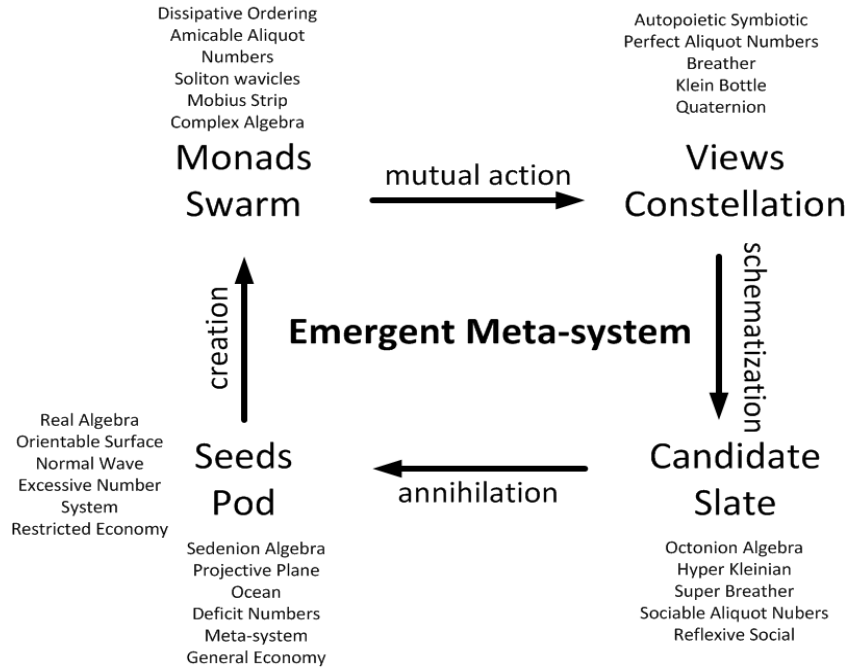 Dissipative Ordering
Amicable Aliquot
Numbers
Soliton wavicles
Mobius Strip
Complex Algebra
Monads
Swarm
mutual action
Autopoietic Symbiotic
Perfect Aliquot Numbers
Breather
Klein Bottle
Quaternion
Views
Constellation
creation
Emergent Meta-system
schematization
Real Algebra
Orientable Surface
Normal Wave
Excessive Number
System
Restricted Economy
Seeds
Pod
annihilation
Candidate
Slate
Sedenion Algebra
Projective Plane
Ocean
Deficit Numbers
Meta-system
General Economy
Octonion Algebra
Hyper Kleinian
Super Breather
Sociable Aliquot Nubers
Reflexive Social